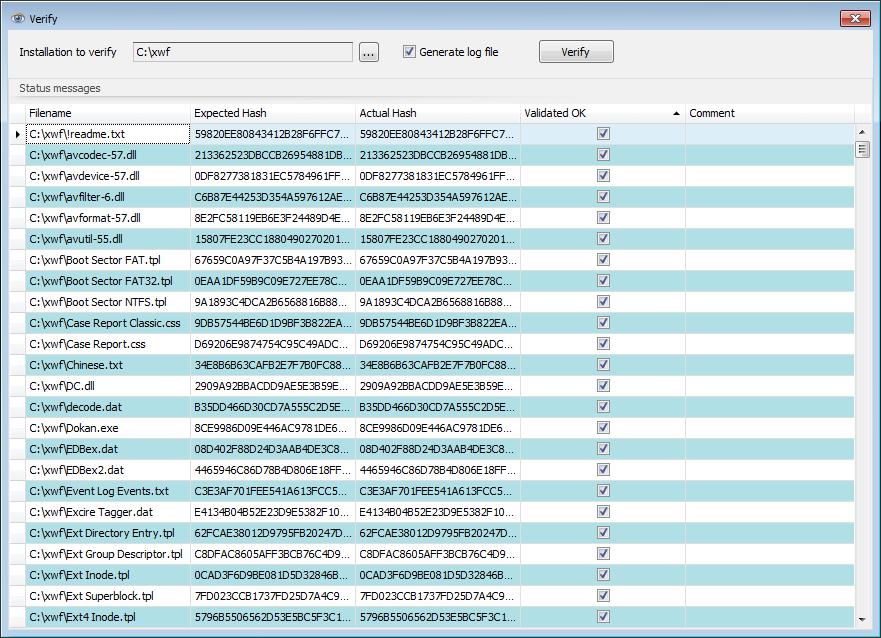 Verify
Installation to verify C:\xwf ... Generate log file Verify
Status messages
Filename Expected Hash Actual Hash Validated OK Comment
C:\xwf\!readme.txt 59820EE80843412B28F6FFC7... 59820EE80843412B28F6FFC7...
C:\xwf\avcodec-57.dll 213362523DBCCB26954881DB... 213362523DBCCB26954881DB...
C:\xwf\avdevice-57.dll 0DF8277381831EC5784961FF... 0DF8277381831EC5784961FF...
C:\xwf\avfilter-6.dll C6B87E44253D354A597612AE... C6B87E44253D354A597612AE...
C:\xwf\avformat-57.dll 8E2FC58119EB6E3F24489D4E... 8E2FC58119EB6E3F24489D4E...
C:\xwf\avutil-55.dll 15807FE23CC1880490270201... 15807FE23CC1880490270201...
C:\xwf\Boot Sector FAT.tpl 67659C0A97F37C5B4A197B93... 67659C0A97F37C5B4A197B93...
C:\xwf\Boot Sector FAT32.tpl 0EAA1DF59B9C09E727EE78C... 0EAA1DF59B9C09E727EE78C...
C:\xwf\Boot Sector NTFS.tpl 9A1893C4DCA2B6568816B88... 9A1893C4DCA2B6568816B88...
C:\xwf\Case Report Classic.css 9DB57544BE6D1D9BF3B822EA... 9DB57544BE6D1D9BF3B822EA...
C:\xwf\Case Report.css D69206E9874754C95C49ADC... D69206E9874754C95C49ADC...
C:\xwf\Chinese.txt 34E8B6B63CAFB2E7F7B0FC88... 34E8B6B63CAFB2E7F7B0FC88...
C:\xwf\DC.dll 2909A92BBACDD9AE5E3B59E... 2909A92BBACDD9AE5E3B59E...
C:\xwf\decode.dat B35DD466D30CD7A555C2D5E... B35DD466D30CD7A555C2D5E...
C:\xwf\Dokan.exe 8CE9986D09E446AC9781DE6... 8CE9986D09E446AC9781DE6...
C:\xwf\EDBex.dat 08D402F88D24D3AAB4DE3C8... 08D402F88D24D3AAB4DE3C8...
C:\xwf\EDBex2.dat 4465946C86D78B4D806E18FF... 4465946C86D78B4D806E18FF...
C:\xwf\Event Log Events.txt C3E3AF701FEE541A613FCC5... C3E3AF701FEE541A613FCC5...
C:\xwf\Excire Tagger.dat E4134B04B52E23D9E5382F10... E4134B04B52E23D9E5382F10...
C:\xwf\Ext Directory Entry.tpl 62FCAE38012D9795FB20247D... 62FCAE38012D9795FB20247D...
C:\xwf\Ext Group Descriptor.tpl C8DFAC8605AFF3BCB76C4D9... C8DFAC8605AFF3BCB76C4D9...
C:\xwf\Ext Inode.tpl 0CAD3F6D9BE081D5D32846B... 0CAD3F6D9BE081D5D32846B...
C:\xwf\Ext Superblock.tpl 7FD023CCB1737FD25D7A4C9... 7FD023CCB1737FD25D7A4C9...
C:\xwf\Ext4 Inode.tpl 5796B5506562D53E5BC5F3C1... 5796B5506562D53E5BC5F3C1...